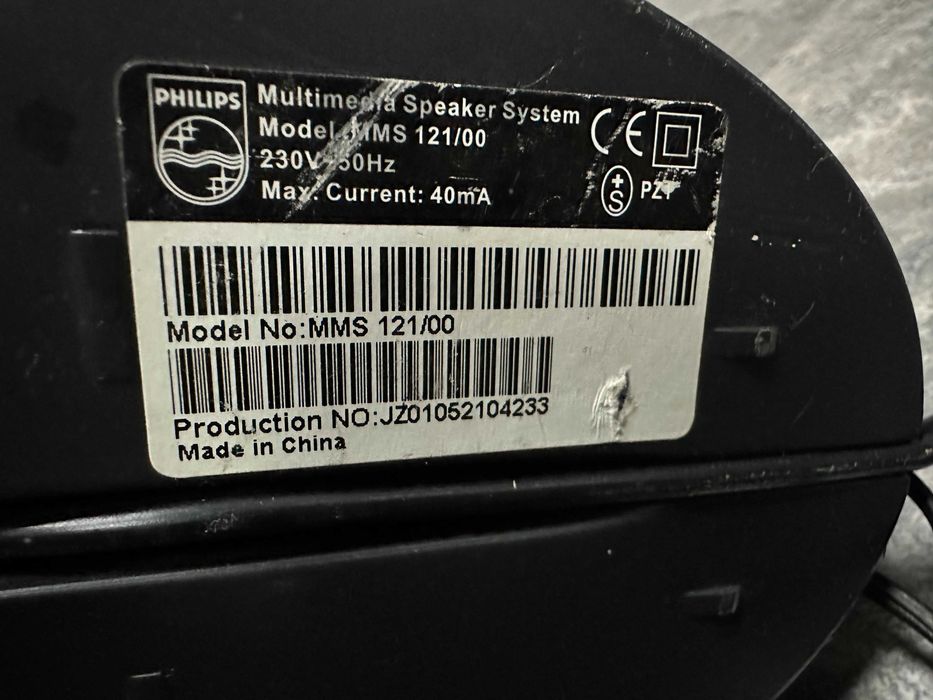 PHILIPS
Multimedia Speaker System
Model: MMS 121/00
230V~50Hz
Max. Current: 40mA
CE
+S
PZT
Model No:MMS 121/00
Production NO:JZ01052104233
Made in China